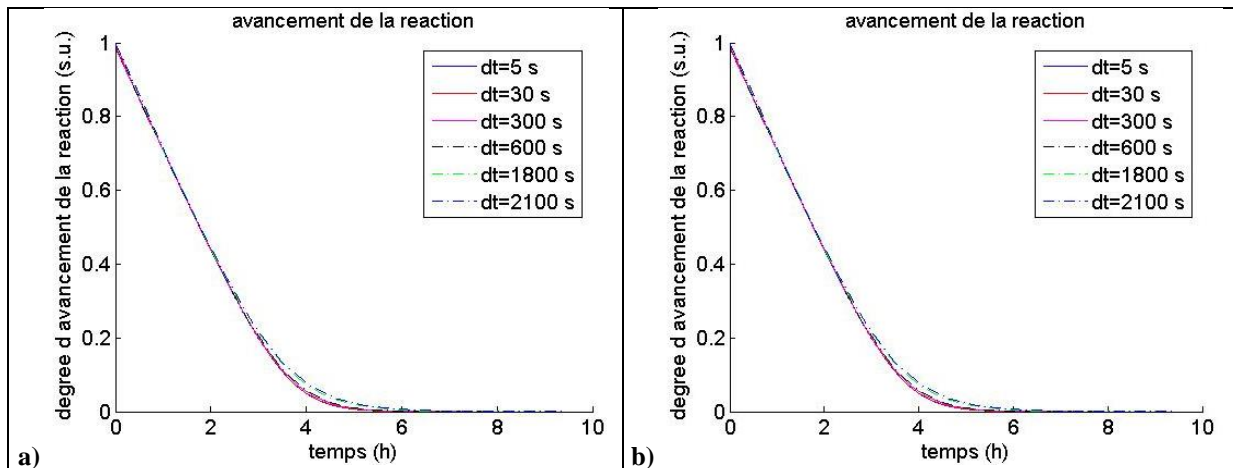 avancement de la reaction
degree d avancement de la reaction (s.u.)
1
0.8
0.6
0.4
0.2
0
0 2 4 6 8 10
temps (h)
dt=5 s
dt=30 s
dt=300 s
dt=600 s
dt=1800 s
dt=2100 s
a)
avancement de la reaction
degree d avancement de la reaction (s.u.)
1
0.8
0.6
0.4
0.2
0
0 2 4 6 8 10
temps (h)
dt=5 s
dt=30 s
dt=300 s
dt=600 s
dt=1800 s
dt=2100 s
b)